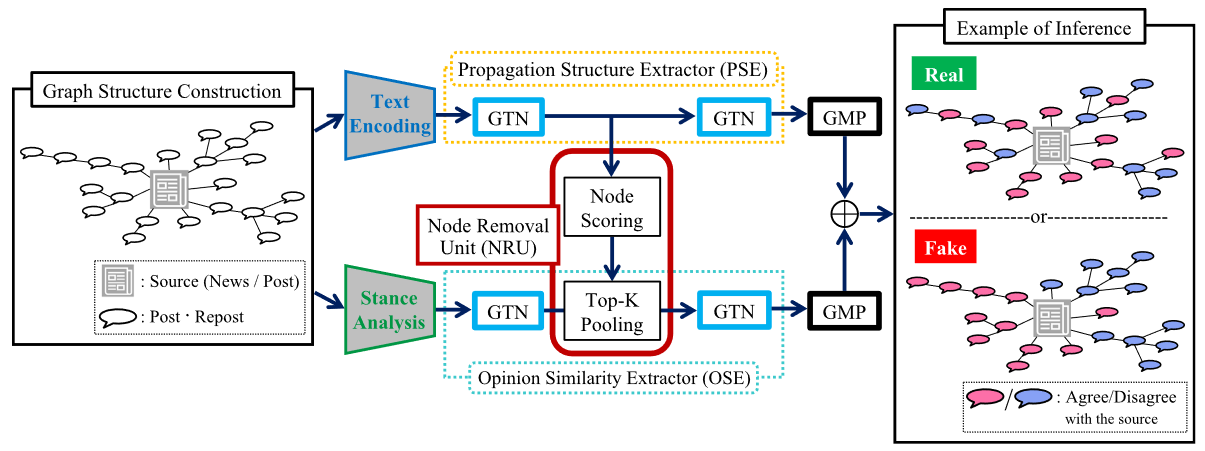 Graph Structure Construction
: Source (News / Post)
: Post · Repost
Text
Encoding
Stance
Analysis
Propagation Structure Extractor (PSE)
GTN
GTN
GMP
Node
Scoring
Node Removal
Unit (NRU)
Top-K
Pooling
GTN
GTN
GMP
Opinion Similarity Extractor (OSE)
Example of Inference
Real
or
Fake
/
: Agree/Disagree
with the source